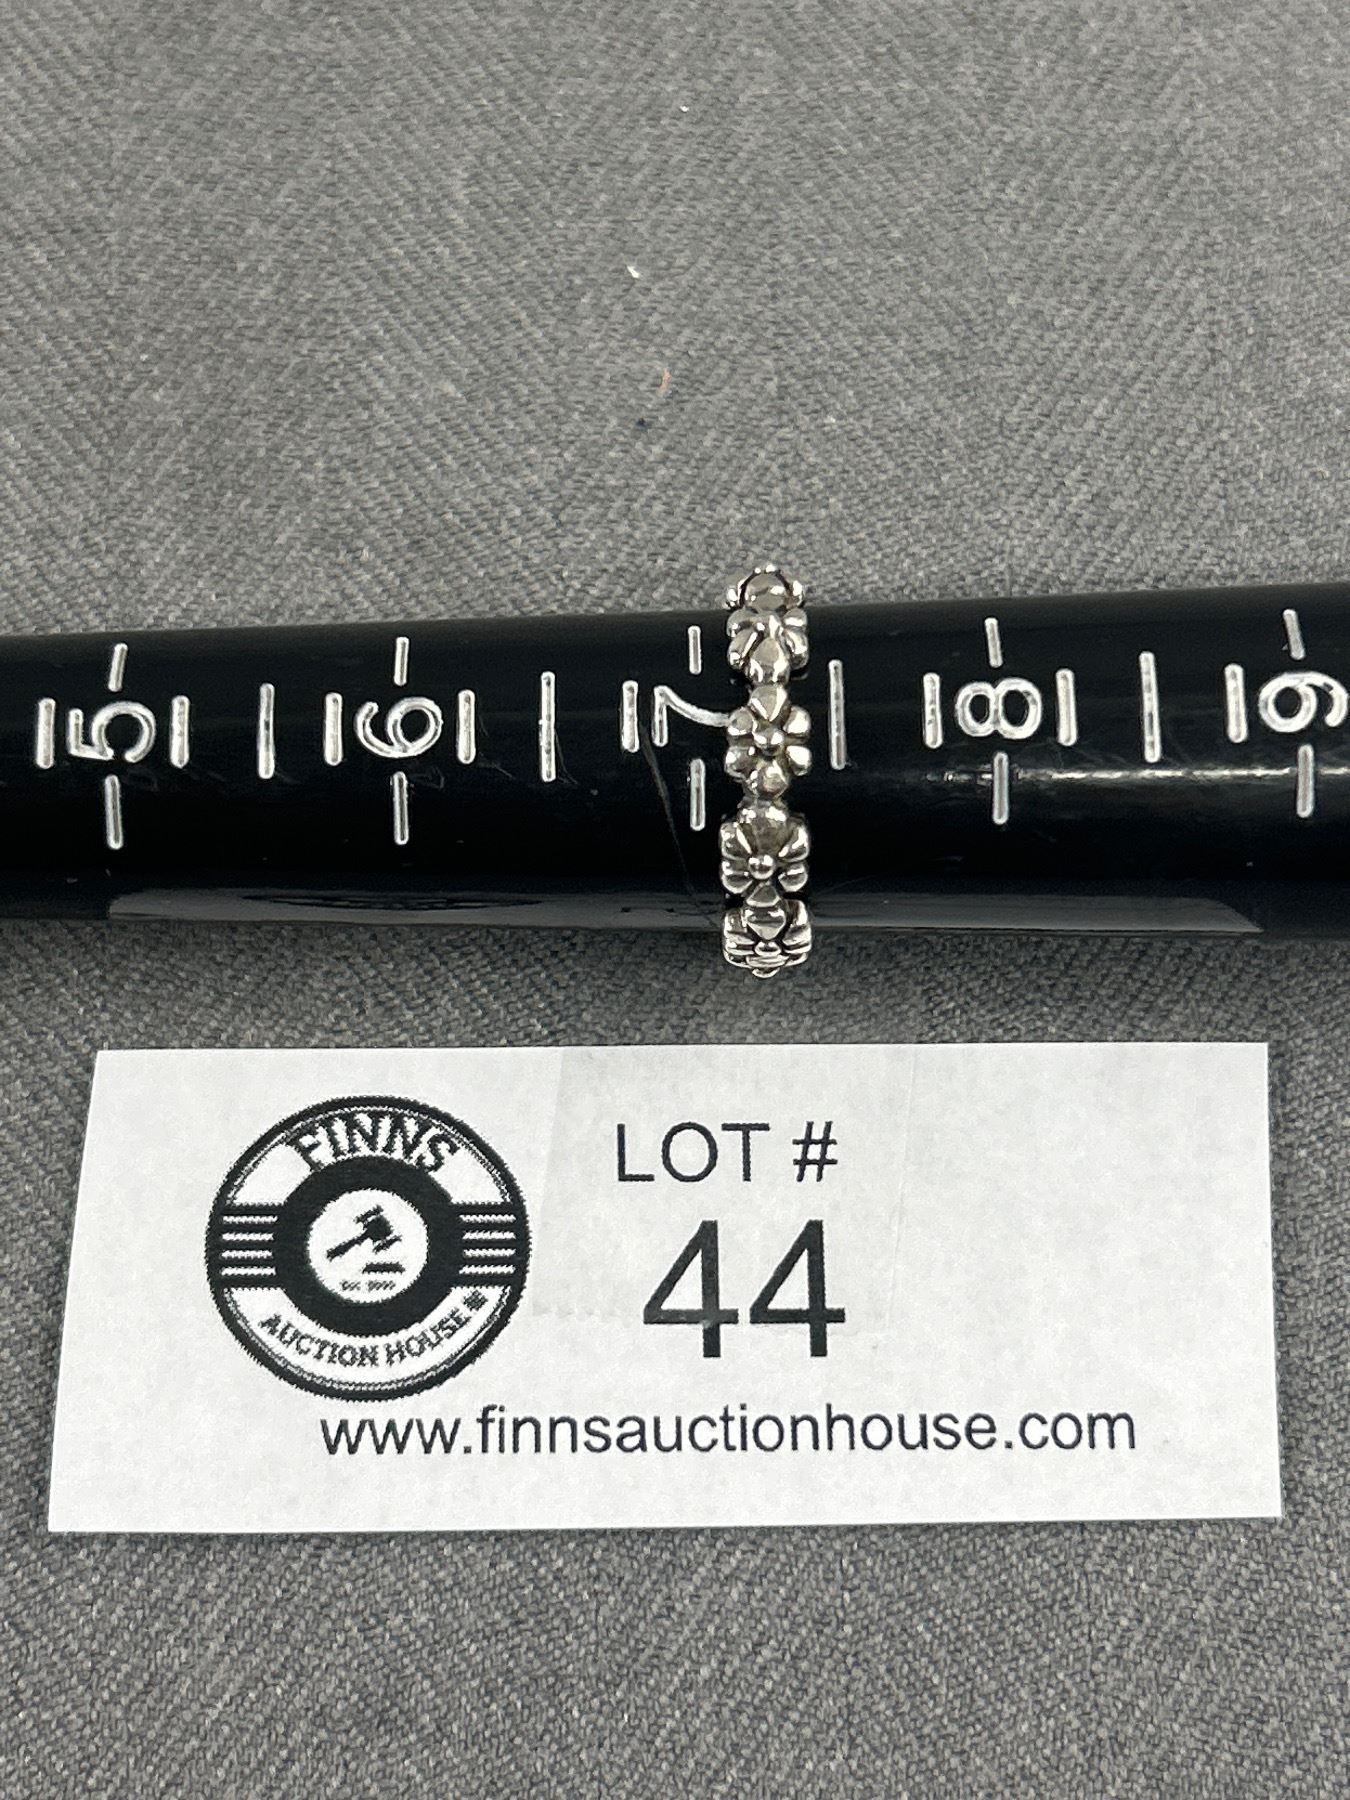 5 6 7 8 9
FINNS
AUCTION HOUSE
LOT #
44
www.finnsauctionhouse.com